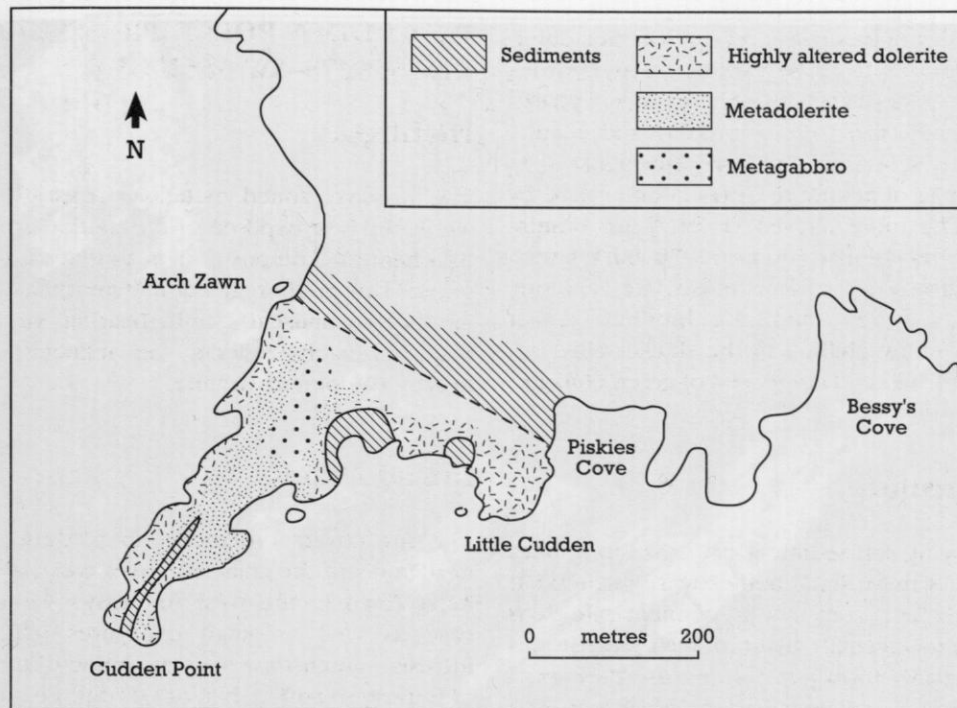 Sediments
Highly altered dolerite
Metadolerite
Metagabbro
N
Arch Zawn
Bessy's
Cove
Piskies
Cove
Little Cudden
0 metres 200
Cudden Point